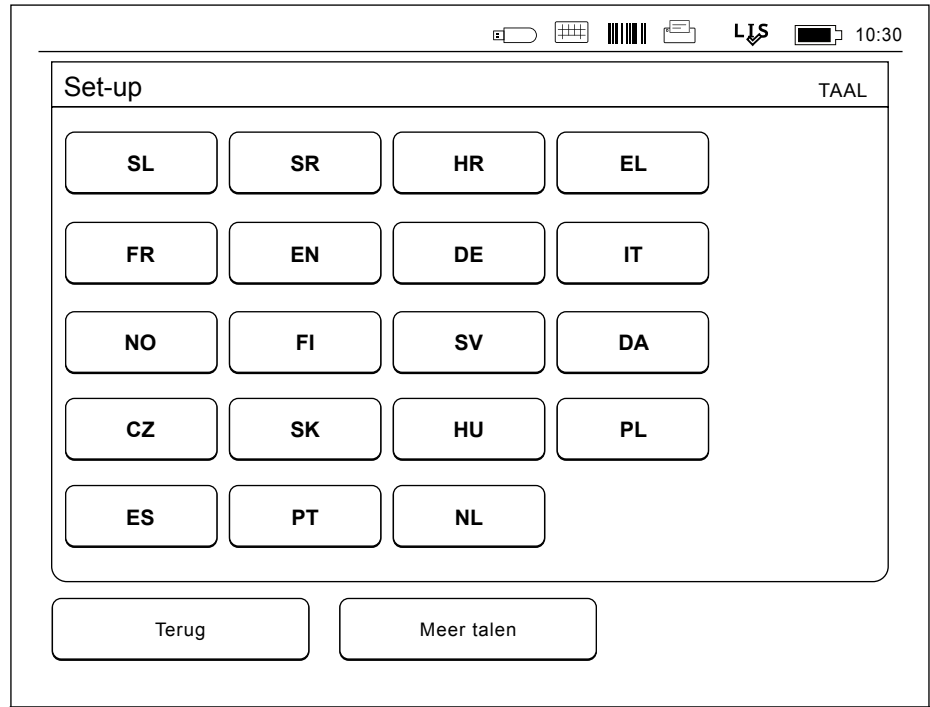 LIS 10:30
Set-up TAAL
SL SR HR EL
FR EN DE IT
NO FI SV DA
CZ SK HU PL
ES PT NL
Terug Meer talen